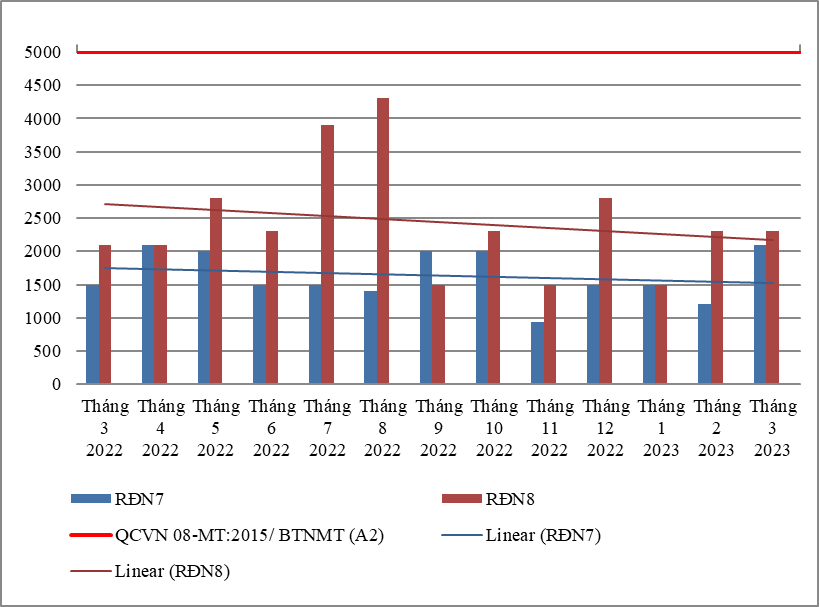 5000
4500
4000
3500
3000
2500
2000
1500
1000
500
0
Tháng Tháng Tháng Tháng Tháng Tháng Tháng Tháng Tháng Tháng Tháng Tháng Tháng
3 4 5 6 7 8 9 10 11 12 1 2 3
2022 2022 2022 2022 2022 2022 2022 2022 2022 2022 2023 2023 2023
RĐN7 RĐN8
QCVN 08-MT:2015/ BTNMT (A2) Linear (RĐN7)
Linear (RĐN8)